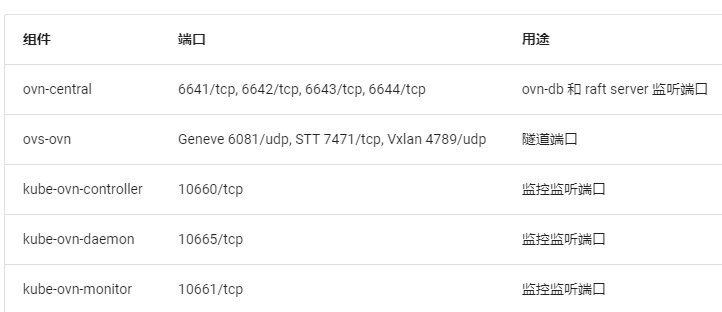 组件 端口 用途
ovn-central 6641/tcp, 6642/tcp, 6643/tcp, 6644/tcp ovn-db 和 raft server 监听端口
ovs-ovn Geneve 6081/udp, STT 7471/tcp, Vxlan 4789/udp 隧道端口
kube-ovn-controller 10660/tcp 监控监听端口
kube-ovn-daemon 10665/tcp 监控监听端口
kube-ovn-monitor 10661/tcp 监控监听端口